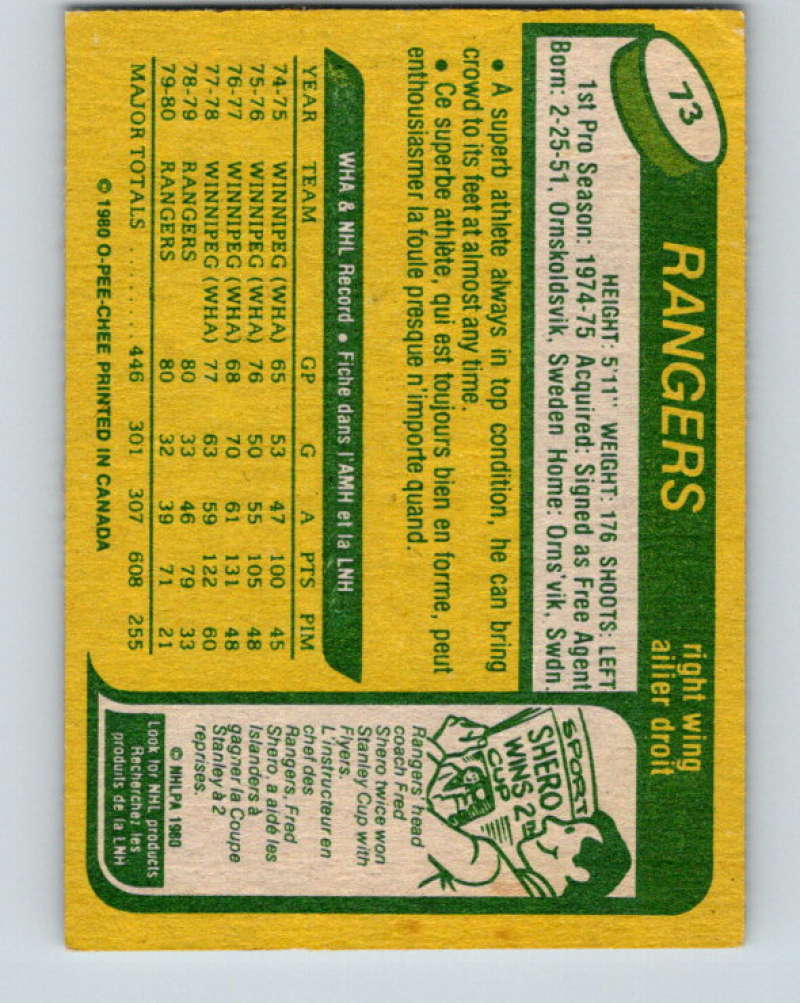 73
RANGERS
right wing
ailier droit
HEIGHT: 5'11" WEIGHT: 176 SHOOTS: LEFT
1st Pro Season: 1974-75 Acquired: Signed as Free Agent
Born: 2-25-51, Ornskoldsvik, Sweden Home: Orns'vik, Swdn.
• A superb athlete always in top condition, he can bring
crowd to its feet at almost any time.
• Ce superbe athlète, qui est toujours bien en forme, peut
enthousiasmer la foule presque n'importe quand.
WHA & NHL Record • Fiche dans l'AMH et la LNH
YEAR TEAM GP G A PTS PIM
74-75 WINNIPEG (WHA) 65 53 47 100 45
75-76 WINNIPEG (WHA) 76 50 55 105 48
76-77 WINNIPEG (WHA) 68 70 61 131 48
77-78 WINNIPEG (WHA) 77 63 59 122 60
78-79 RANGERS 80 33 46 79 33
79-80 RANGERS 80 32 39 71 21
MAJOR TOTALS ........ 446 301 307 608 255
© 1980 O-PEE-CHEE PRINTED IN CANADA
SPORT
SHERO
WINS 2nd
CUP
Rangers head
coach Fred
Shero twice won
Stanley Cup with
Flyers.
L'instructeur en
chef des
Rangers, Fred
Shero, a aidé les
Islanders à
gagner la Coupe
Stanley à 2
reprises.
© NHLPA 1980
Look for NHL products
Recherchez les
produits de la LNH